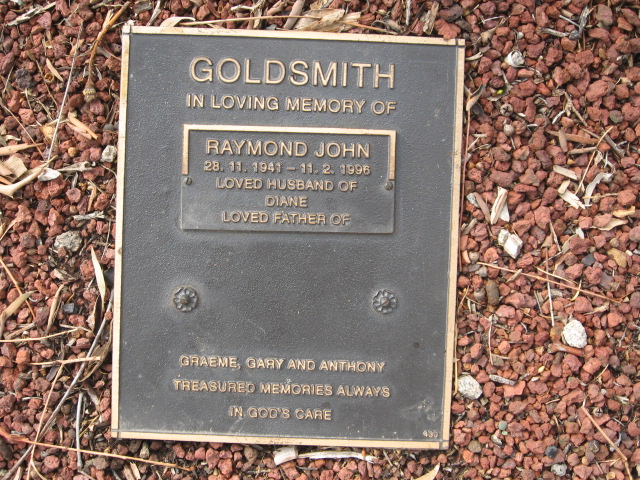 GOLDSMITH
IN LOVING MEMORY OF
RAYMOND JOHN
28. 11. 1941 – 11. 2. 1996
LOVED HUSBAND OF
DIANE
LOVED FATHER OF
GRAEME, GARY AND ANTHONY
TREASURED MEMORIES ALWAYS
IN GOD'S CARE